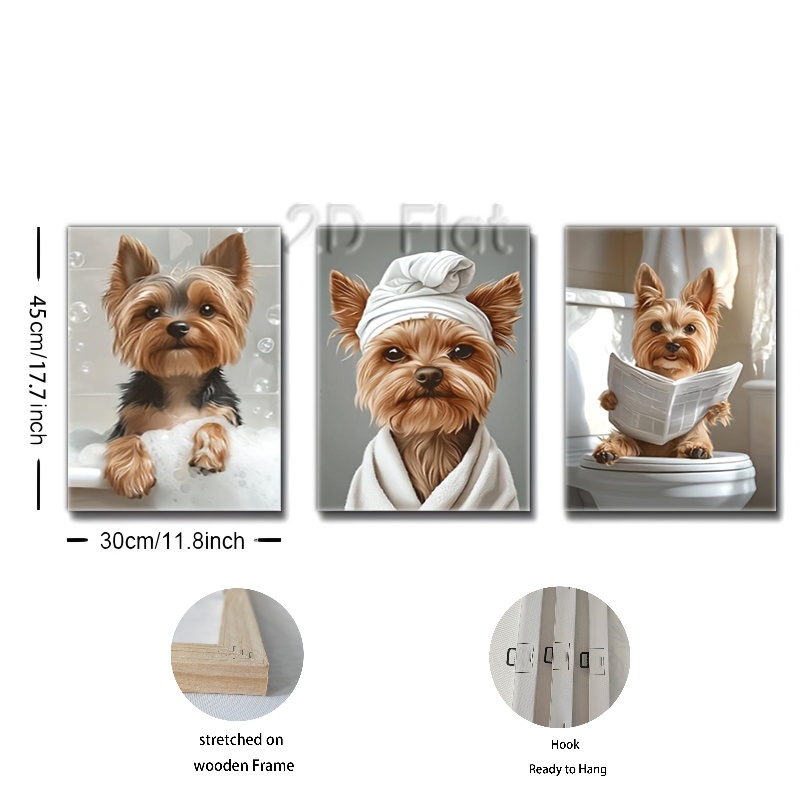 2D Flat
45cm/17.7inch
30cm/11.8inch
stretched on
wooden Frame
Hook
Ready to Hang